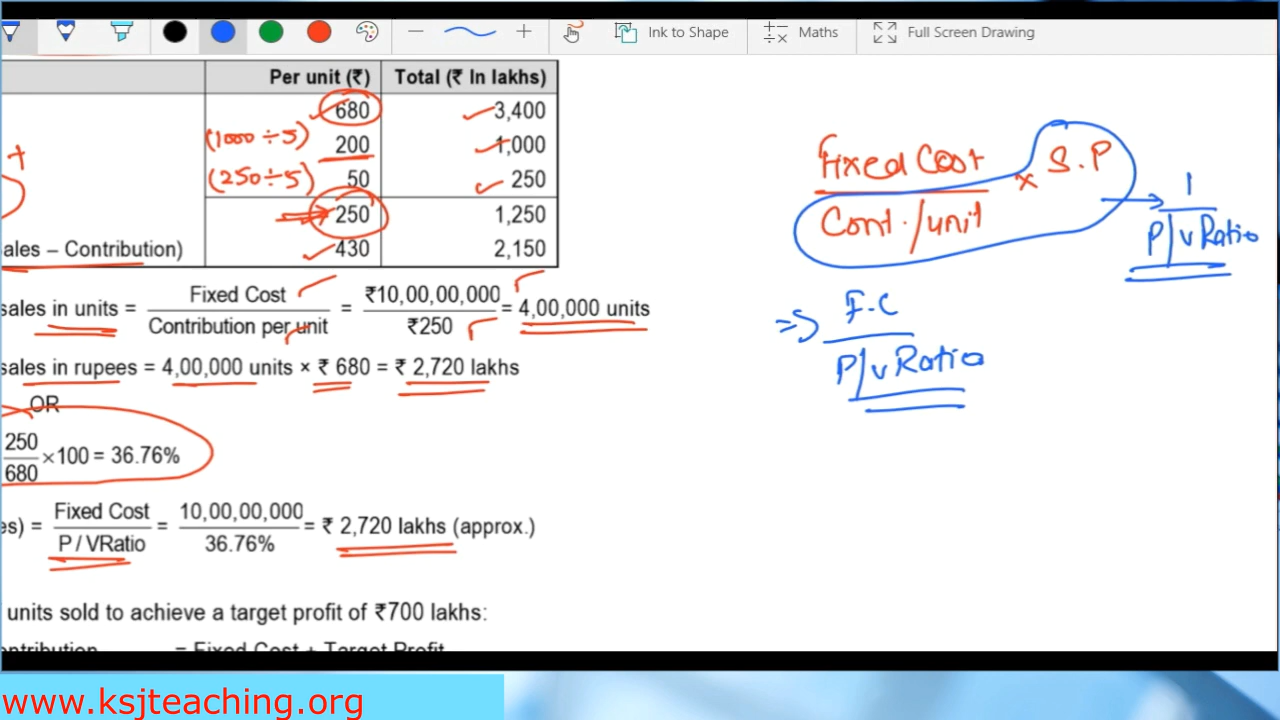 Ink to Shape Maths Full Screen Drawing
Per unit (₹) Total (₹ In lakhs)
680 3,400
(1000 ÷ 5) 200 1,000
(250 ÷ 5) 50 250
250 1,250
ales – Contribution) 430 2,150
sales in units = Fixed Cost / Contribution per unit = ₹10,00,00,000 / ₹250 = 4,00,000 units
sales in rupees = 4,00,000 units × ₹ 680 = ₹ 2,720 lakhs
OR
250 / 680 ×100 = 36.76%
es) = Fixed Cost / P / VRatio = 10,00,00,000 / 36.76% = ₹ 2,720 lakhs (approx.)
units sold to achieve a target profit of ₹700 lakhs:
ontribution = Fixed Cost + Target Profit
+
Fixed Cost / Cont./unit × S.P → 1 / P/v Ratio
⇒ F.C / P/v Ratio
www.ksjteaching.org